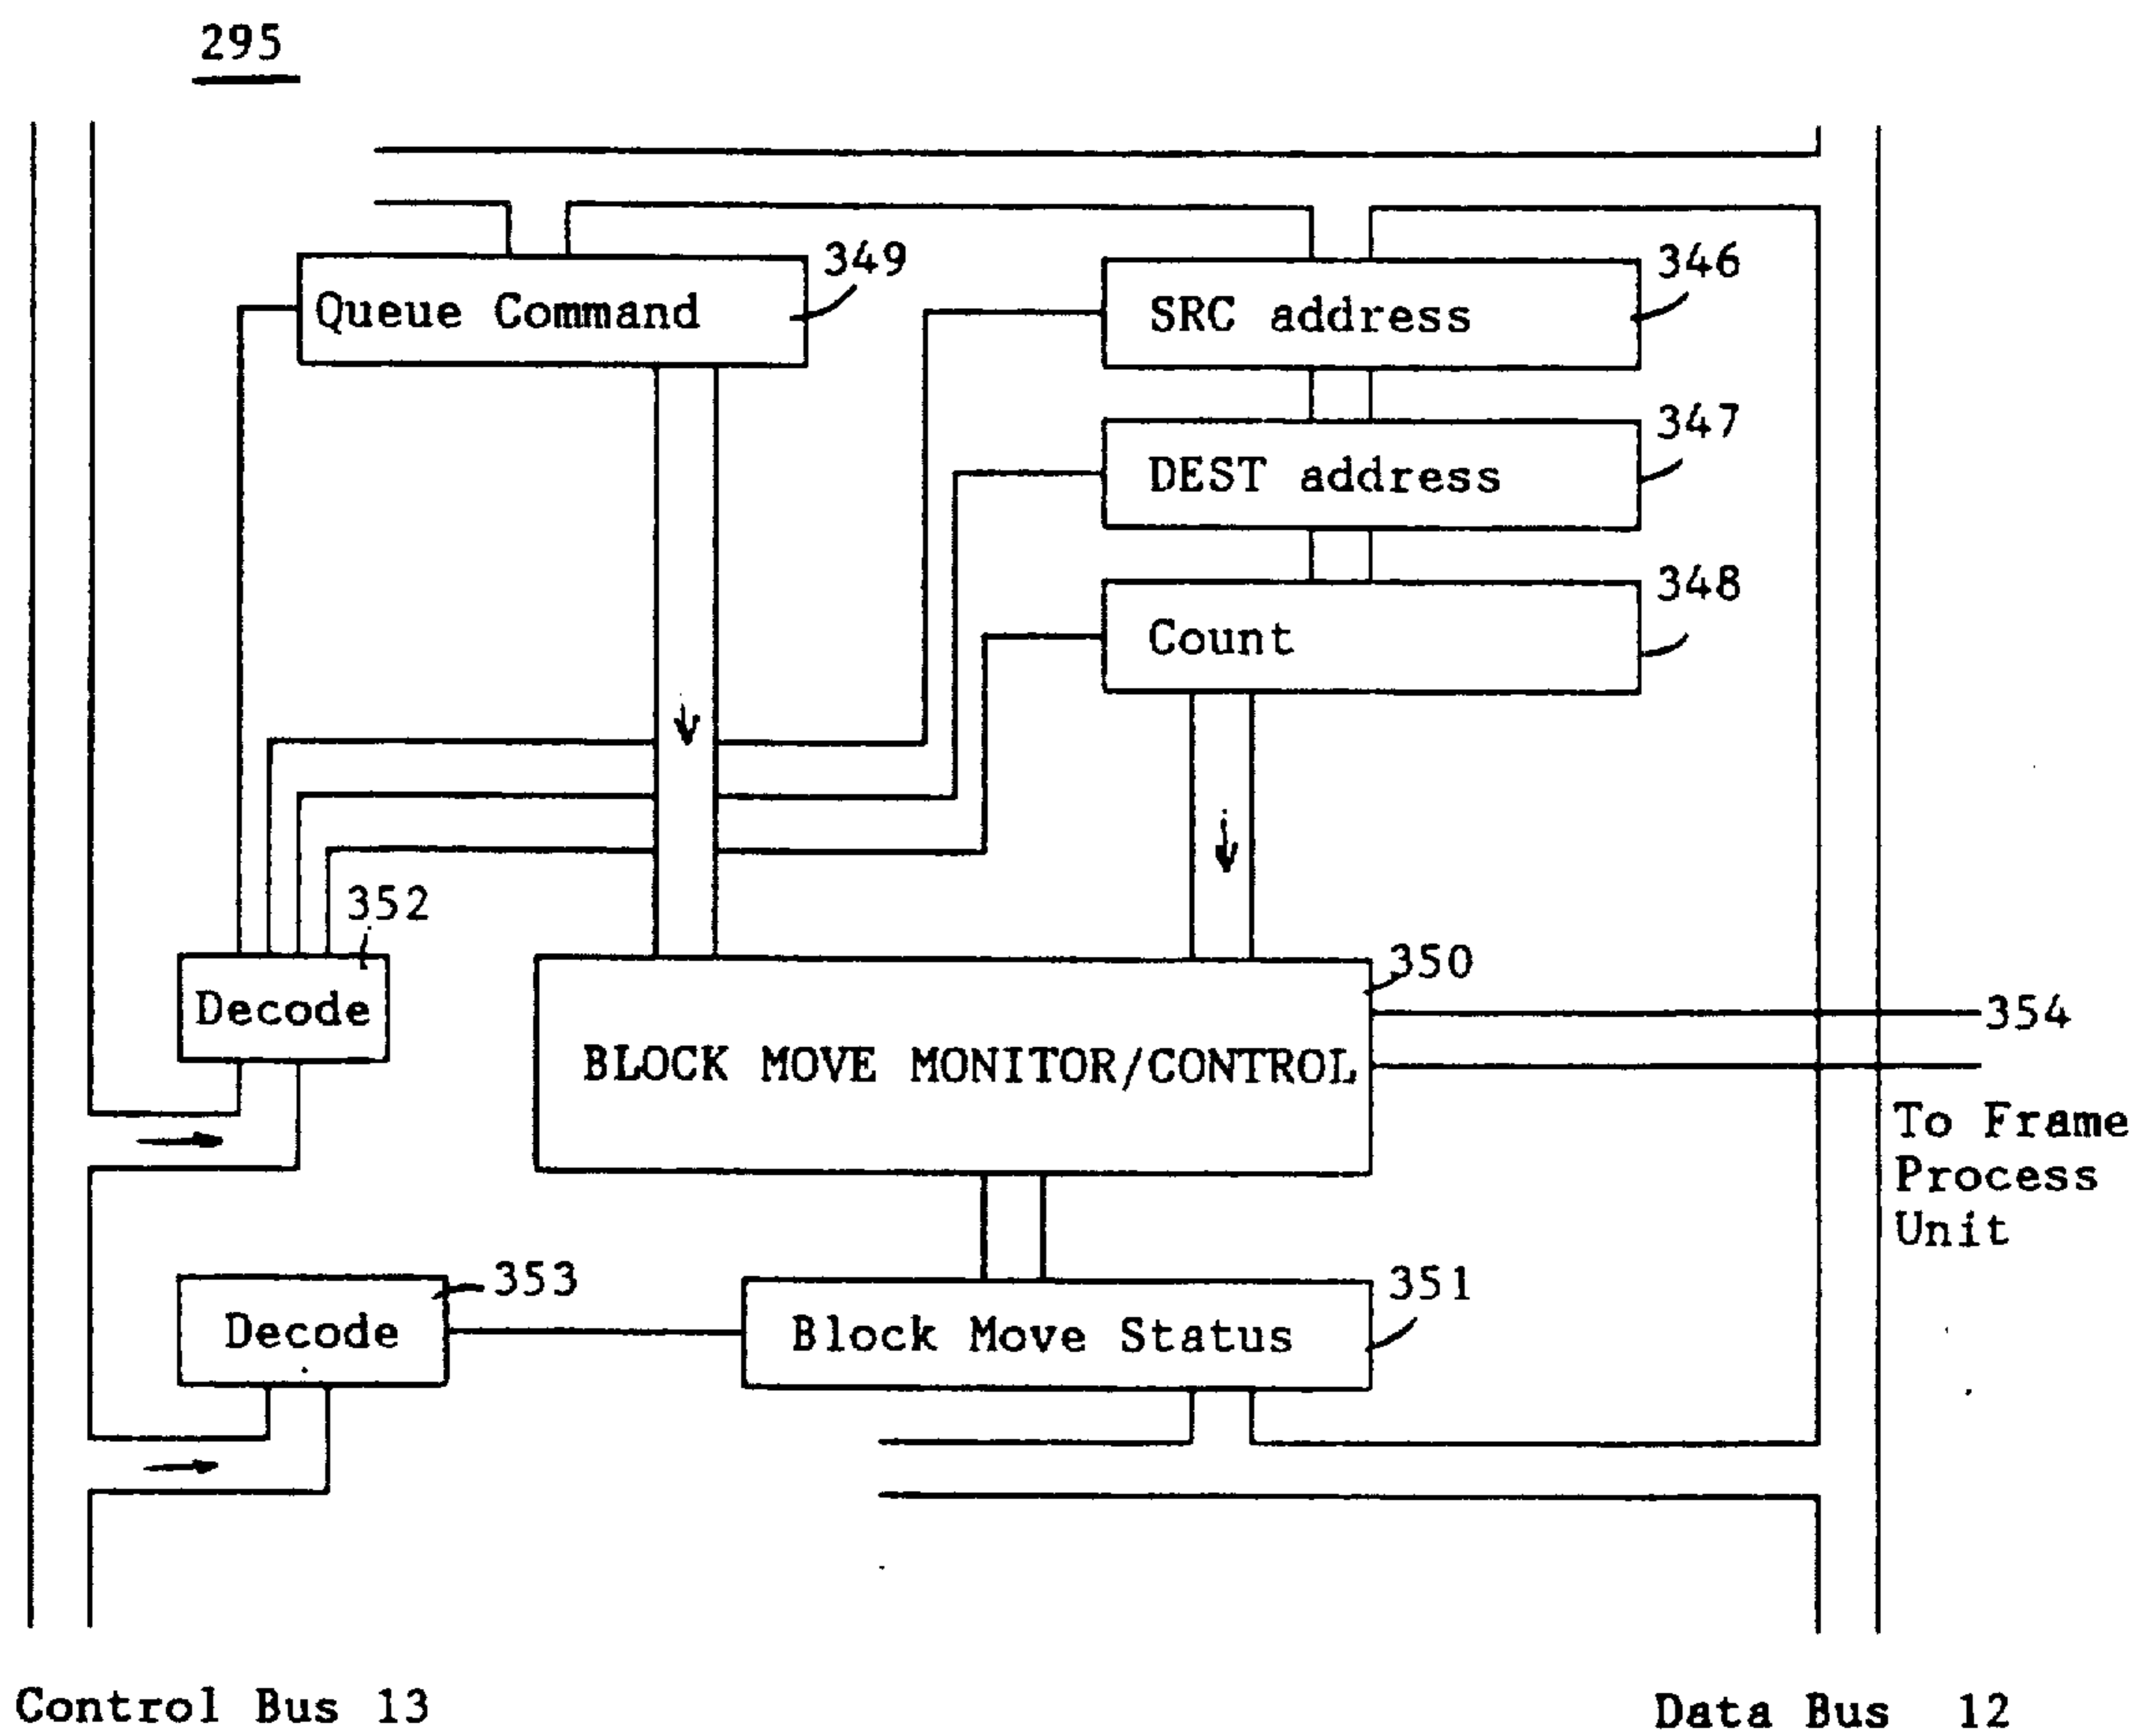 295
349
Queue Command
346
SRC address
347
DEST address
348
Count
352
Decode
350
BLOCK MOVE MONITOR/CONTROL
354
To Frame
Process
Unit
353
Decode
351
Block Move Status
Control Bus 13
Data Bus 12